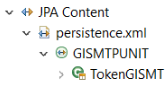 JPA Content
persistence.xml
GISMTPUNIT
TokenGISMT